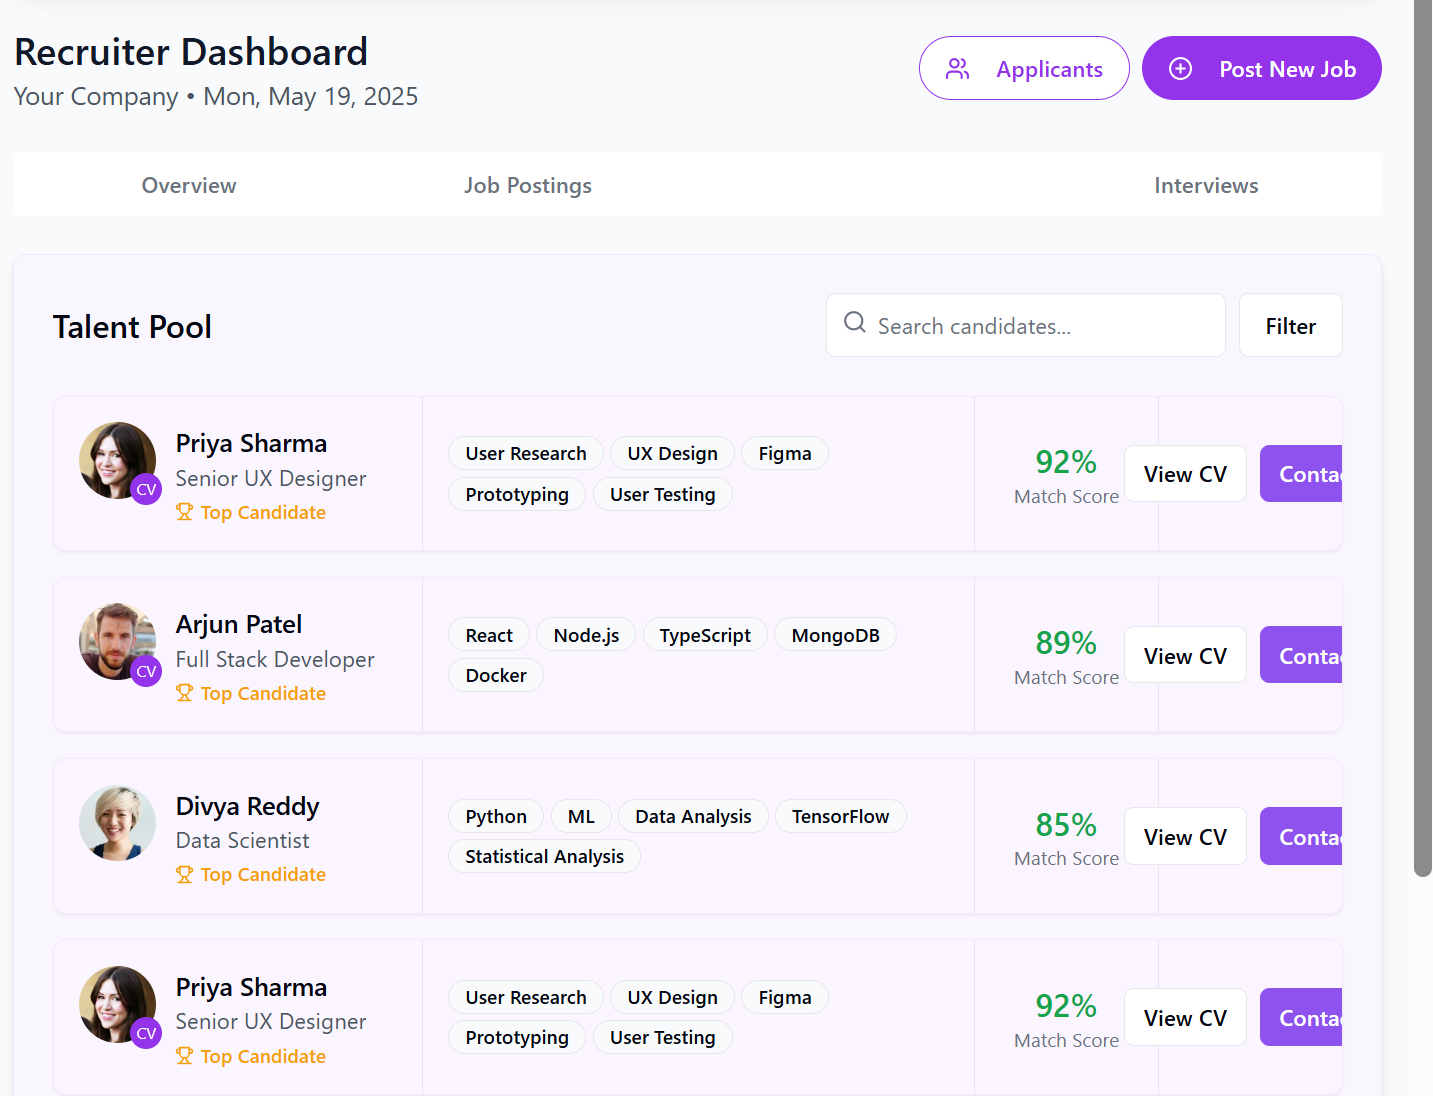 Recruiter Dashboard
Your Company • Mon, May 19, 2025
Applicants
Post New Job
Overview
Job Postings
Interviews
Talent Pool
Search candidates...
Filter
Priya Sharma
Senior UX Designer
CV
Top Candidate
User Research UX Design Figma
Prototyping User Testing
92%
Match Score
View CV
Contac
Arjun Patel
Full Stack Developer
CV
Top Candidate
React Node.js TypeScript MongoDB
Docker
89%
Match Score
View CV
Contac
Divya Reddy
Data Scientist
Top Candidate
Python ML Data Analysis TensorFlow
Statistical Analysis
85%
Match Score
View CV
Contac
Priya Sharma
Senior UX Designer
CV
Top Candidate
User Research UX Design Figma
Prototyping User Testing
92%
Match Score
View CV
Contac